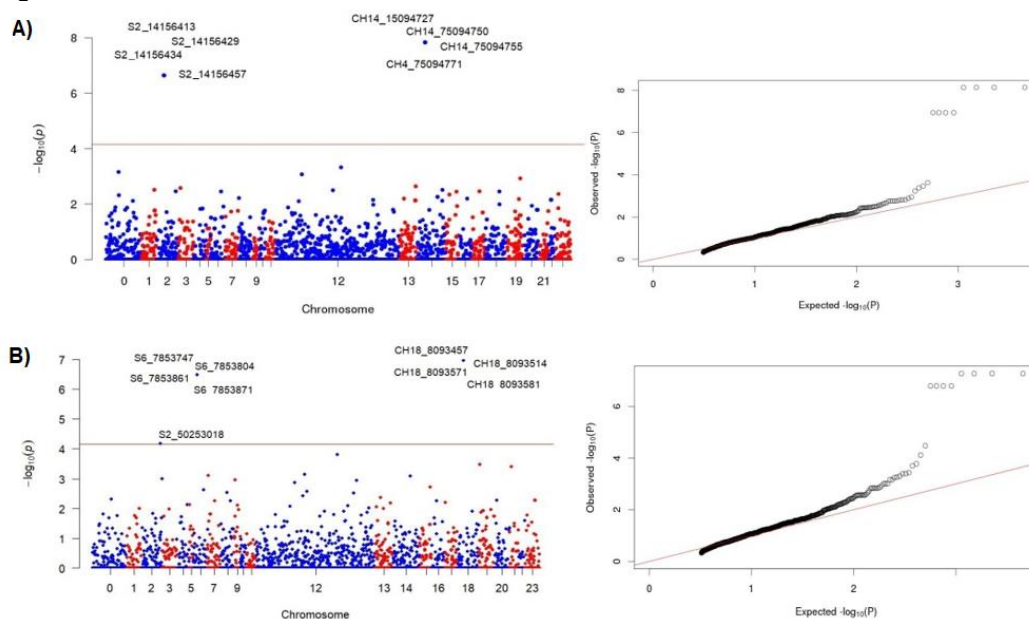 A)
S2_14156413
S2_14156429
S2_14156434
S2_14156457
CH14_15094727
CH14_75094750
CH14_75094755
CH4_75094771
−log10(p)
8
6
4
2
0
0 1 2 3 5 7 9 12 13 15 17 19 21
Chromosome
Observed -log10(P)
8
6
4
2
0
0 1 2 3
Expected -log10(P)
B)
S6_7853747
S6_7853804
S6_7853861
S6 7853871
S2_50253018
CH18_8093457
CH18_8093514
CH18_8093571
CH18 8093581
−log10(p)
7
6
5
4
3
2
1
0
0 1 2 3 5 7 9 12 13 14 16 18 20 23
Chromosome
Observed -log10(P)
6
4
2
0
0 1 2
Expected -log10(P)